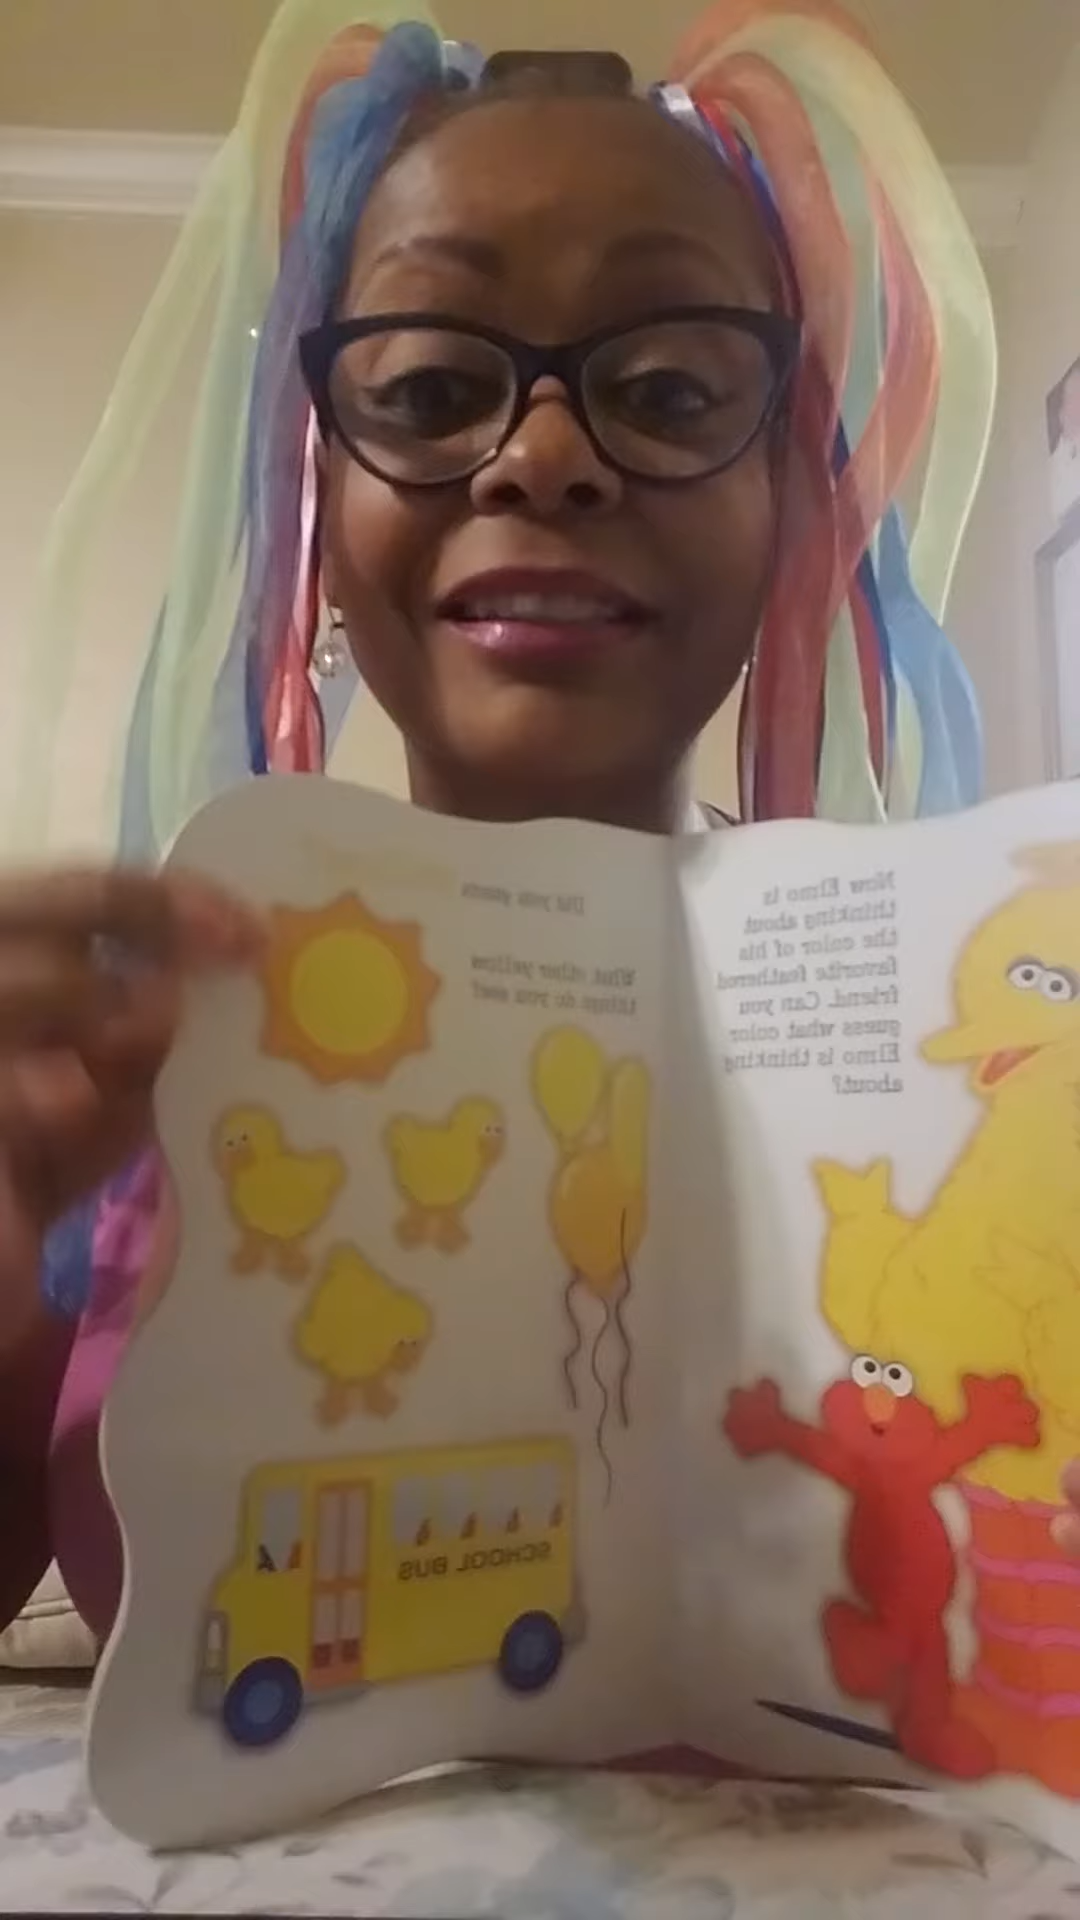 Now Elmo is
thinking about
the color of his
favorite feathered
friend. Can you
guess what color
Elmo is thinking
about?
Did you guess
What other yellow
things do you see?
SCHOOL BUS